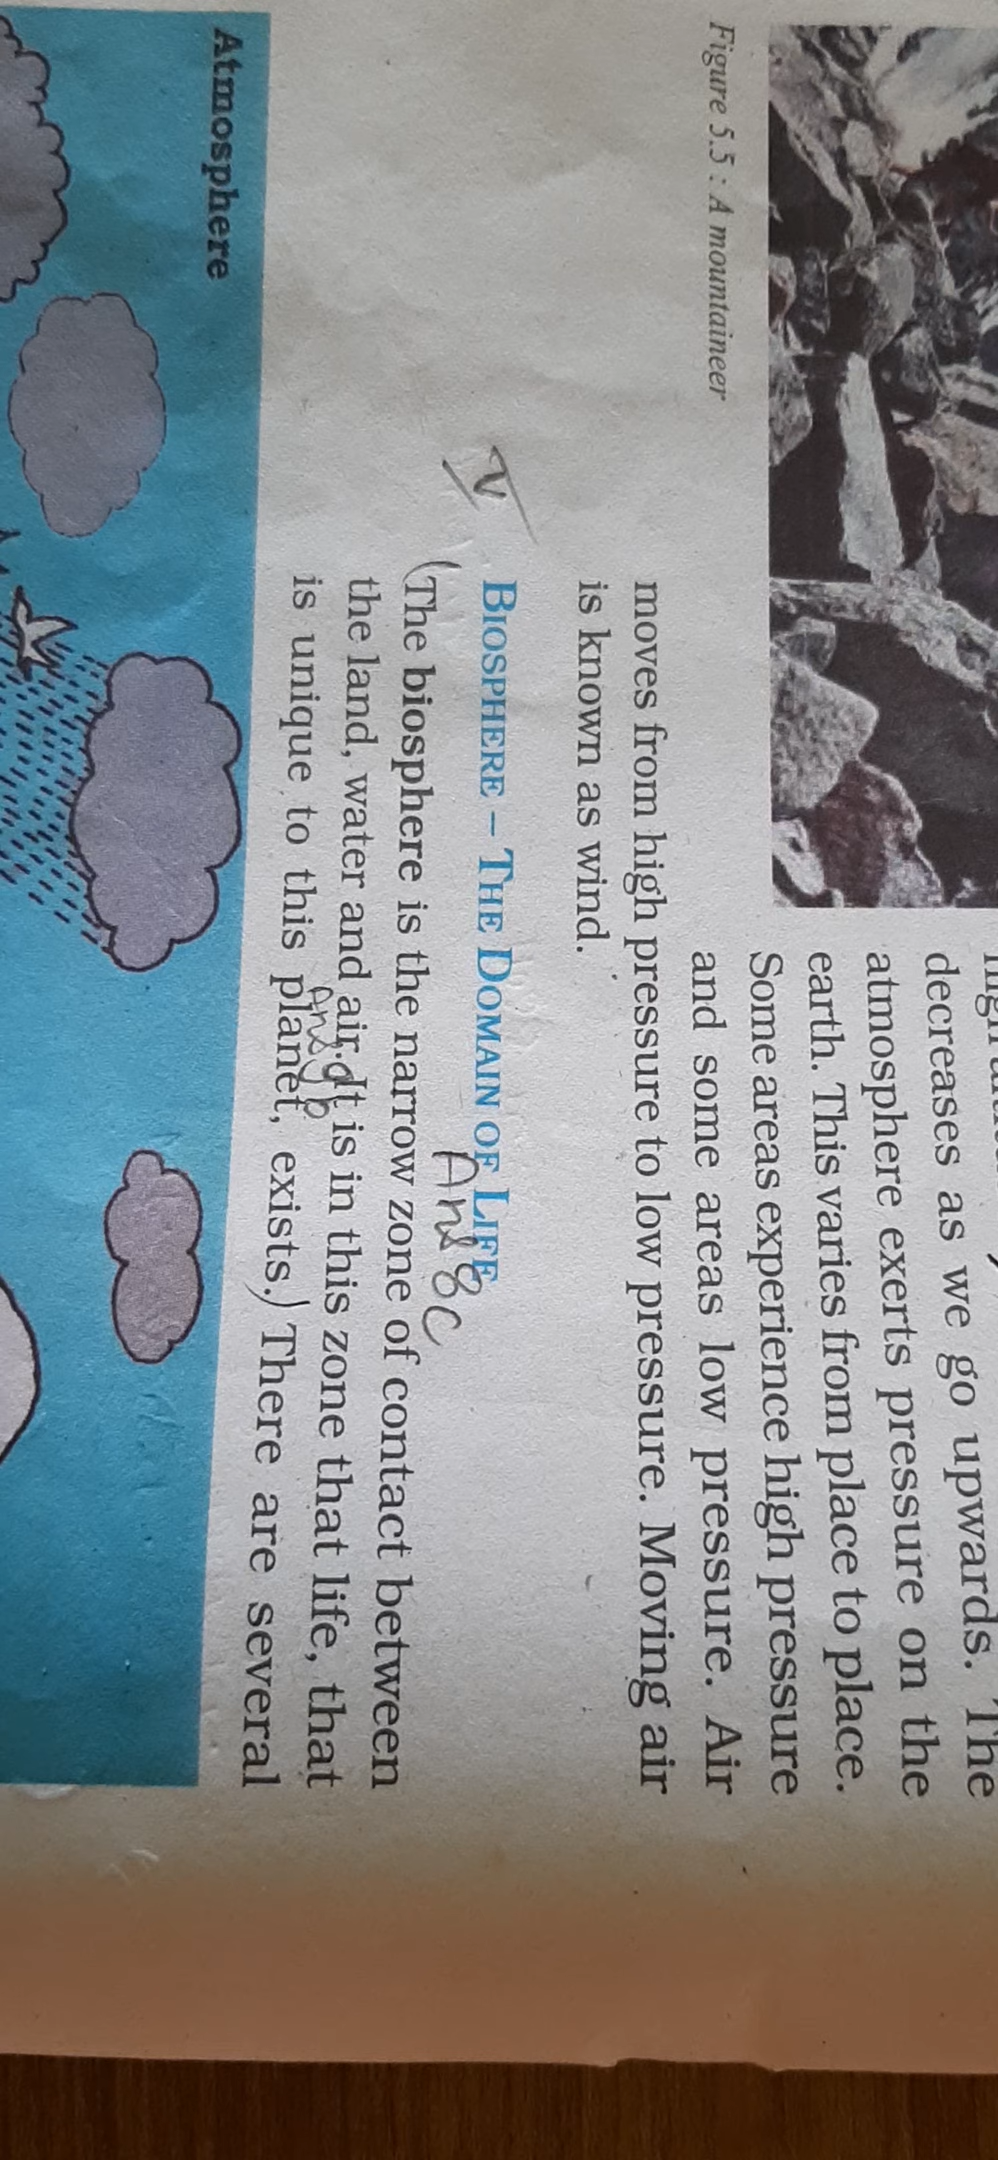 decreases as we go upwards. The
atmosphere exerts pressure on the
earth. This varies from place to place.
Some areas experience high pressure
and some areas low pressure. Air
Figure 5.5 : A mountaineer
moves from high pressure to low pressure. Moving air
is known as wind.
V
BIOSPHERE – THE DOMAIN OF LIFE
Ans 8C
(The biosphere is the narrow zone of contact between
the land, water and air. It is in this zone that life, that
is unique to this planet, exists.) There are several
Atmosphere